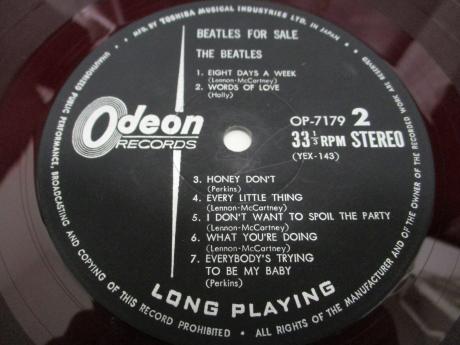 MFG. BY TOSHIBA MUSICAL INDUSTRIES LTD. IN JAPAN
BEATLES FOR SALE
THE BEATLES
1. EIGHT DAYS A WEEK
(Lennon-McCartney)
2. WORDS OF LOVE
(Holly)
Odeon
RECORDS
OP-7179 2
33 1/3 RPM STEREO
(YEX-143)
3. HONEY DON'T
(Perkins)
4. EVERY LITTLE THING
(Lennon-McCartney)
5. I DON'T WANT TO SPOIL THE PARTY
(Lennon-McCartney)
6. WHAT YOU'RE DOING
(Lennon-McCartney)
7. EVERYBODY'S TRYING
TO BE MY BABY
(Perkins)
LONG PLAYING
UNAUTHORIZED PUBLIC PERFORMANCE, BROADCASTING AND COPYING OF THIS RECORD PROHIBITED • ALL RIGHTS OF THE MANUFACTURER AND OF THE OWNER OF THE RECORDED WORK ARE RESERVED